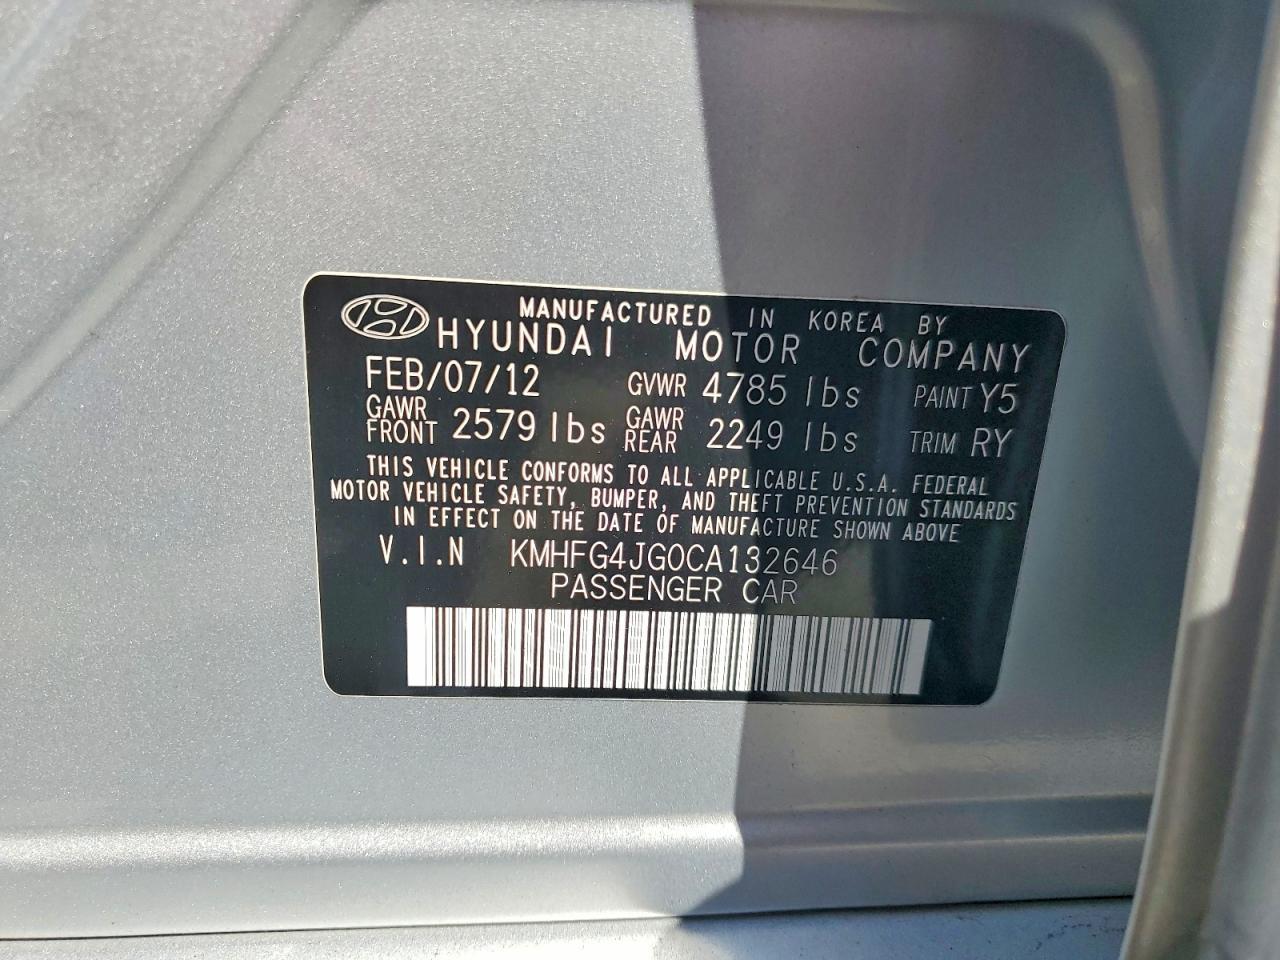 MANUFACTURED IN KOREA BY
HYUNDAI MOTOR COMPANY
FEB/07/12 GVWR 4785 lbs PAINT Y5
GAWR FRONT 2579 lbs GAWR REAR 2249 lbs TRIM RY
THIS VEHICLE CONFORMS TO ALL APPLICABLE U.S.A. FEDERAL
MOTOR VEHICLE SAFETY, BUMPER, AND THEFT PREVENTION STANDARDS
IN EFFECT ON THE DATE OF MANUFACTURE SHOWN ABOVE
V.I.N KMHFG4JG0CA132646
PASSENGER CAR